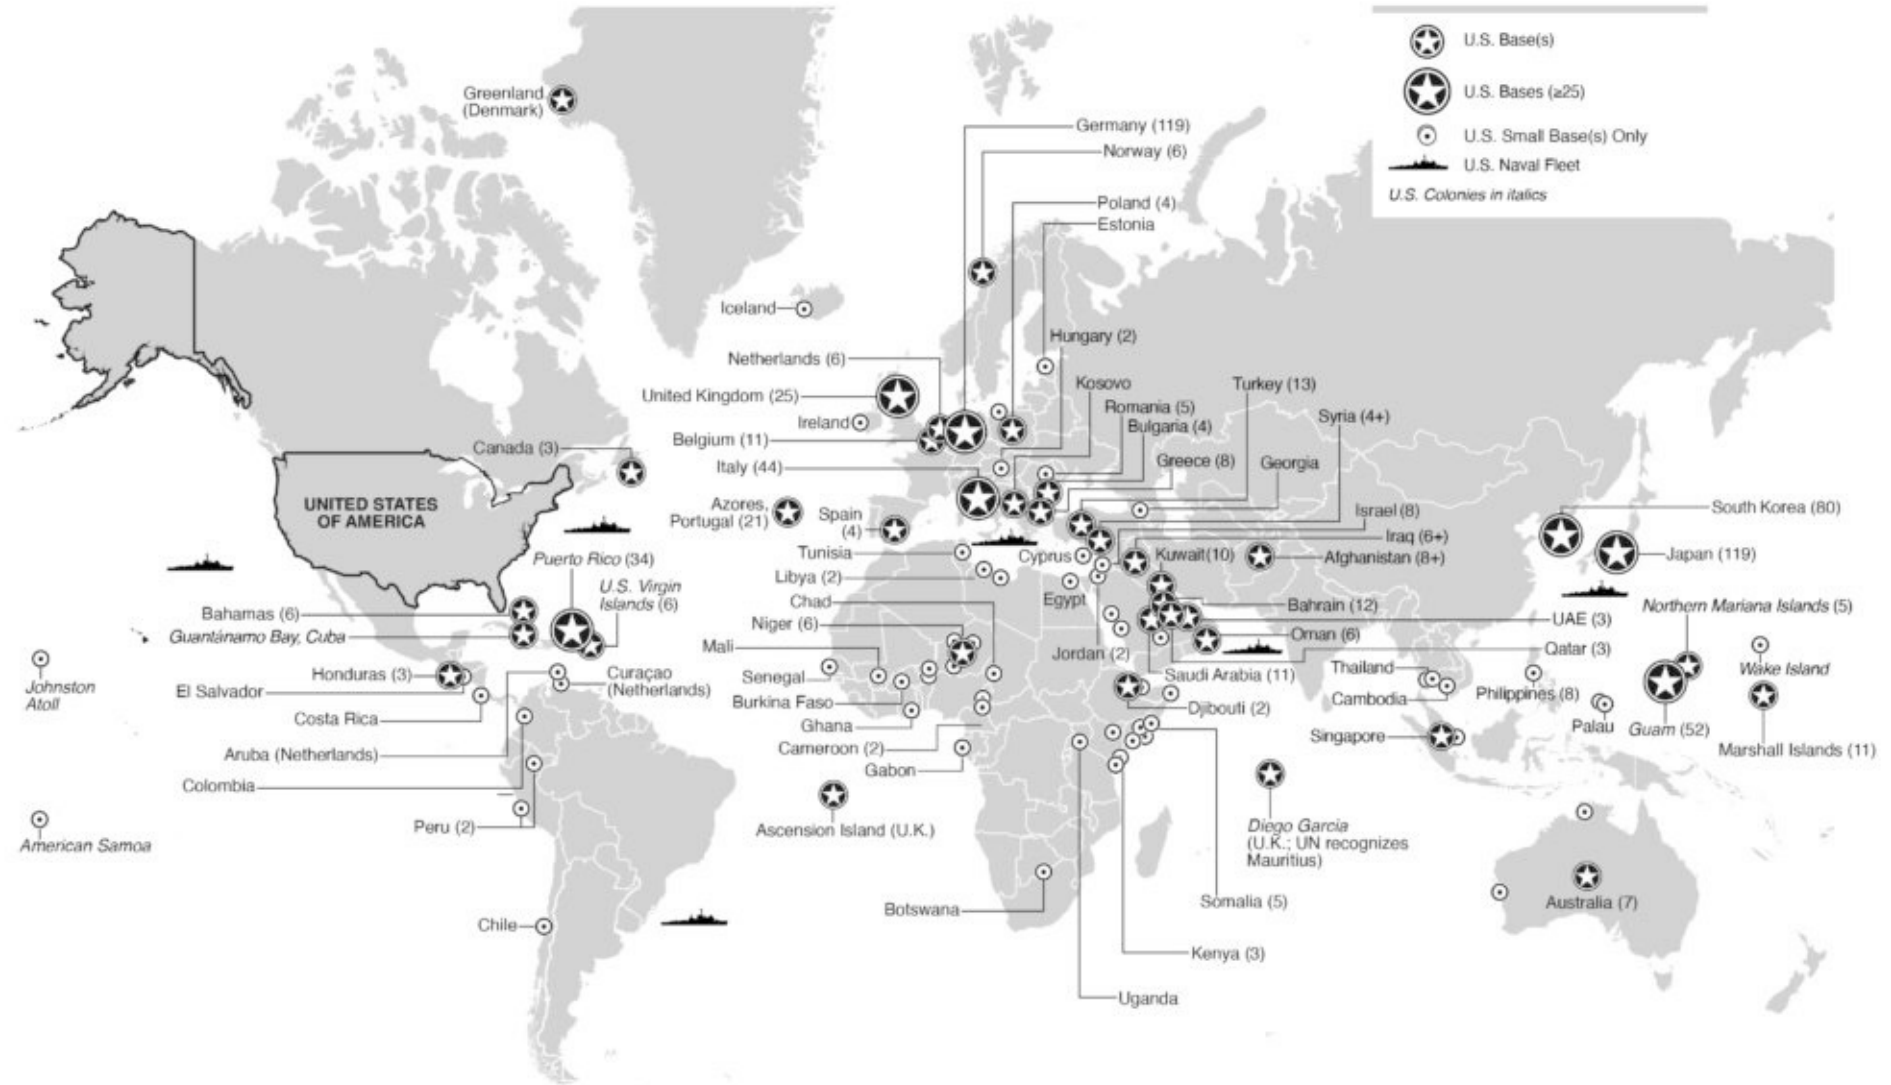 U.S. Base(s)
U.S. Bases (≥25)
U.S. Small Base(s) Only
U.S. Naval Fleet
U.S. Colonies in italics
Greenland
(Denmark)
Germany (119)
Norway (6)
Poland (4)
Estonia
Iceland
Hungary (2)
Netherlands (6)
Kosovo
Turkey (13)
United Kingdom (25)
Romania (5)
Syria (4+)
Ireland
Bulgaria (4)
Belgium (11)
Canada (3)
Greece (8)
Georgia
Italy (44)
UNITED STATES
OF AMERICA
Azores,
Portugal (21)
Spain
(4)
Israel (8)
South Korea (80)
Iraq (6+)
Tunisia
Cyprus
Kuwait(10)
Afghanistan (8+)
Japan (119)
Puerto Rico (34)
Libya (2)
U.S. Virgin
Islands (6)
Egypt
Chad
Bahrain (12)
Northern Mariana Islands (5)
Bahamas (6)
UAE (3)
Niger (6)
Guantánamo Bay, Cuba
Oman (6)
Mali
Jordan (2)
Qatar (3)
Thailand
Wake Island
Honduras (3)
Curaçao
(Netherlands)
Senegal
Saudi Arabia (11)
Johnston
Atoll
El Salvador
Burkina Faso
Cambodia
Philippines (8)
Djibouti (2)
Costa Rica
Ghana
Palau
Guam (52)
Singapore
Cameroon (2)
Marshall Islands (11)
Aruba (Netherlands)
Gabon
Colombia
Peru (2)
Ascension Island (U.K.)
Diego Garcia
(U.K.; UN recognizes
Mauritius)
American Samoa
Somalia (5)
Australia (7)
Botswana
Chile
Kenya (3)
Uganda